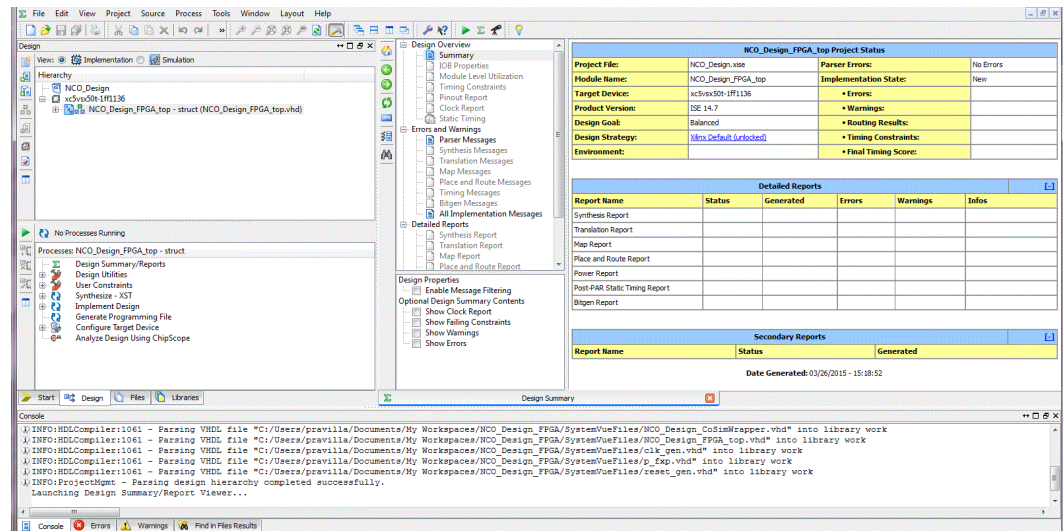 File Edit View Project Source Process Tools Window Layout Help
Design
View: Implementation Simulation
Hierarchy
NCO_Design
xc5vsx50t-1ff1136
NCO_Design_FPGA_top - struct (NCO_Design_FPGA_top.vhd)
No Processes Running
Processes: NCO_Design_FPGA_top - struct
Design Summary/Reports
Design Utilities
User Constraints
Synthesize - XST
Implement Design
Generate Programming File
Configure Target Device
Analyze Design Using ChipScope
Start Design Files Libraries
Design Overview
Summary
IOB Properties
Module Level Utilization
Timing Constraints
Pinout Report
Clock Report
Static Timing
Errors and Warnings
Parser Messages
Synthesis Messages
Translation Messages
Map Messages
Place and Route Messages
Timing Messages
Bitgen Messages
All Implementation Messages
Detailed Reports
Synthesis Report
Translation Report
Map Report
Place and Route Report
Design Properties
Enable Message Filtering
Optional Design Summary Contents
Show Clock Report
Show Failing Constraints
Show Warnings
Show Errors
NCO_Design_FPGA_top Project Status
Project File: NCO_Design.xise Parser Errors: No Errors
Module Name: NCO_Design_FPGA_top Implementation State: New
Target Device: xc5vsx50t-1ff1136 • Errors:
Product Version: ISE 14.7 • Warnings:
Design Goal: Balanced • Routing Results:
Design Strategy: Xilinx Default (unlocked) • Timing Constraints:
Environment: • Final Timing Score:
Detailed Reports [-]
Report Name Status Generated Errors Warnings Infos
Synthesis Report
Translation Report
Map Report
Place and Route Report
Power Report
Post-PAR Static Timing Report
Bitgen Report
Secondary Reports [-]
Report Name Status Generated
Date Generated: 03/26/2015 - 15:18:52
Design Summary
Console
INFO:HDLCompiler:1061 - Parsing VHDL file "C:/Users/pravilla/Documents/My Workspaces/NCO_Design_FPGA/SystemVueFiles/NCO_Design_CoSimWrapper.vhd" into library work
INFO:HDLCompiler:1061 - Parsing VHDL file "C:/Users/pravilla/Documents/My Workspaces/NCO_Design_FPGA/SystemVueFiles/NCO_Design_FPGA_top.vhd" into library work
INFO:HDLCompiler:1061 - Parsing VHDL file "C:/Users/pravilla/Documents/My Workspaces/NCO_Design_FPGA/SystemVueFiles/clk_gen.vhd" into library work
INFO:HDLCompiler:1061 - Parsing VHDL file "C:/Users/pravilla/Documents/My Workspaces/NCO_Design_FPGA/SystemVueFiles/p_fxp.vhd" into library work
INFO:HDLCompiler:1061 - Parsing VHDL file "C:/Users/pravilla/Documents/My Workspaces/NCO_Design_FPGA/SystemVueFiles/reset_gen.vhd" into library work
INFO:ProjectMgmt - Parsing design hierarchy completed successfully.
Launching Design Summary/Report Viewer...
Console Errors Warnings Find in Files Results